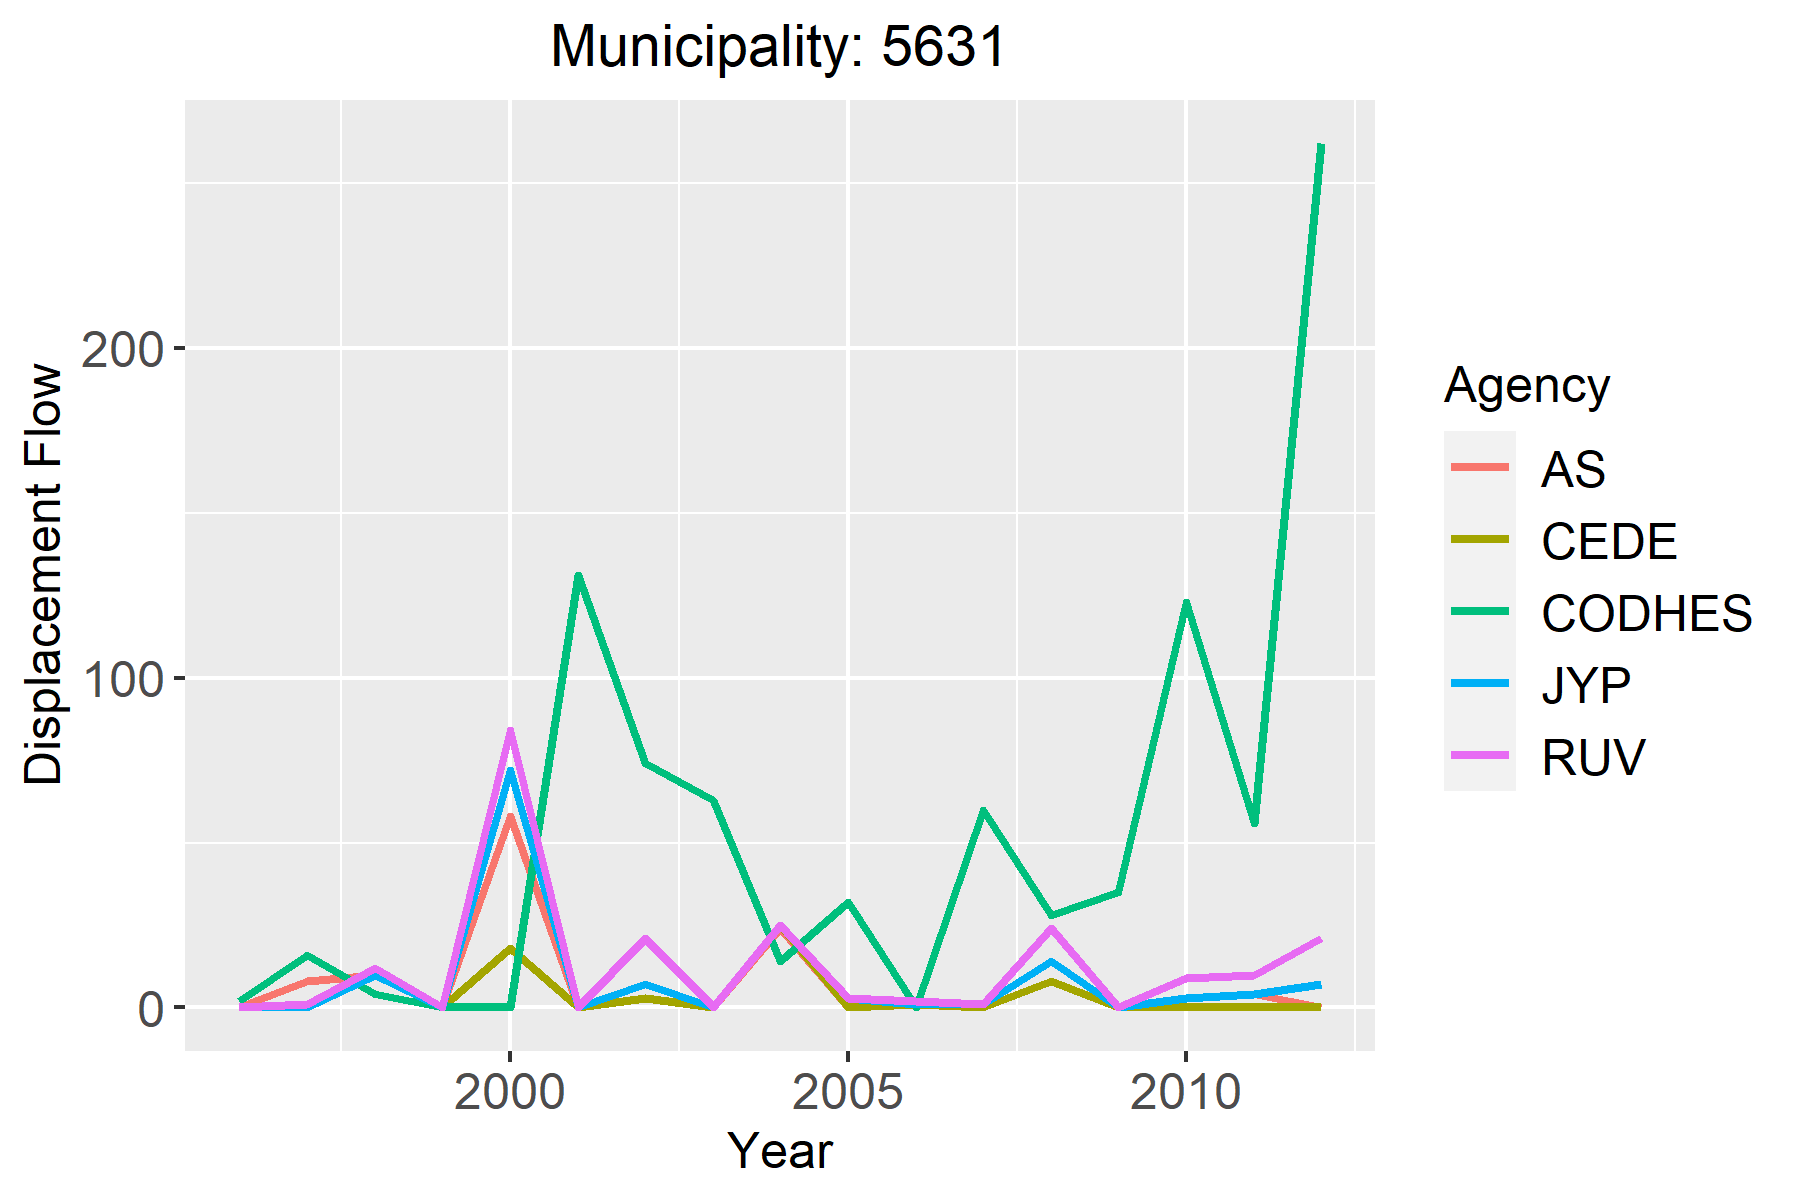 Municipality: 5631
Displacement Flow
200
100
0
2000 2005 2010
Year
Agency
AS
CEDE
CODHES
JYP
RUV